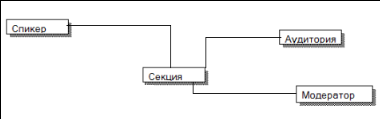 Спикер
Аудитория
Секция
Модератор